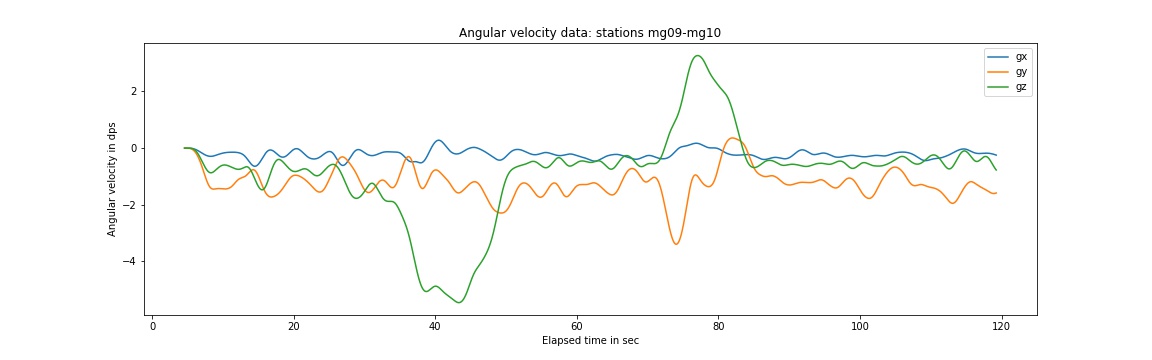 Angular velocity data: stations mg09-mg10
gx
gy
gz
Angular velocity in dps
2
0
−2
−4
0 20 40 60 80 100 120
Elapsed time in sec